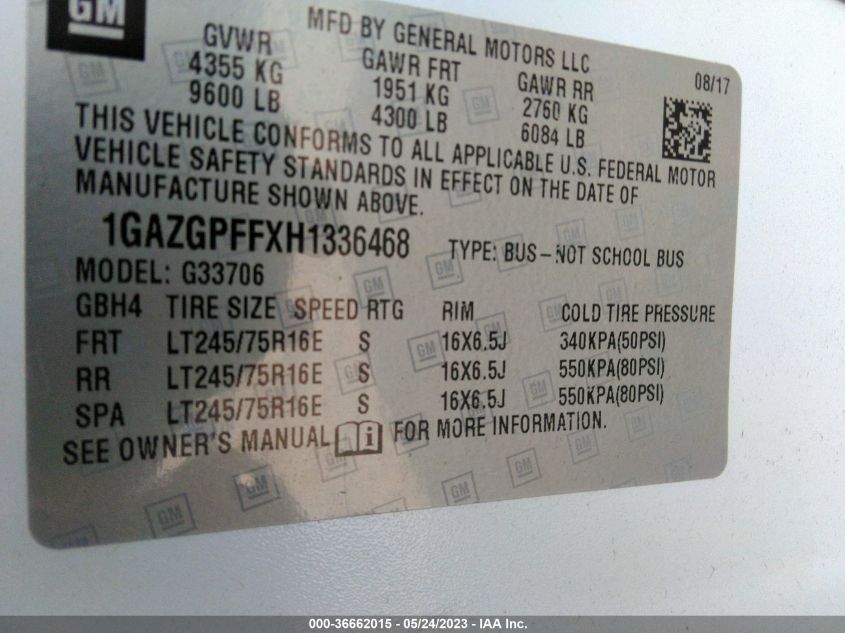 GM
MFD BY GENERAL MOTORS LLC
08/17
GVWR GAWR FRT GAWR RR
4355 KG 1951 KG 2760 KG
9600 LB 4300 LB 6084 LB
THIS VEHICLE CONFORMS TO ALL APPLICABLE U.S. FEDERAL MOTOR
VEHICLE SAFETY STANDARDS IN EFFECT ON THE DATE OF
MANUFACTURE SHOWN ABOVE.
1GAZGPFFXH1336468 TYPE: BUS-NOT SCHOOL BUS
MODEL: G33706
GBH4 TIRE SIZE SPEED RTG RIM COLD TIRE PRESSURE
FRT LT245/75R16E S 16X6.5J 340KPA(50PSI)
RR LT245/75R16E S 16X6.5J 550KPA(80PSI)
SPA LT245/75R16E S 16X6.5J 550KPA(80PSI)
SEE OWNER'S MANUAL i FOR MORE INFORMATION.
000-36662015 - 05/24/2023 - IAA Inc.